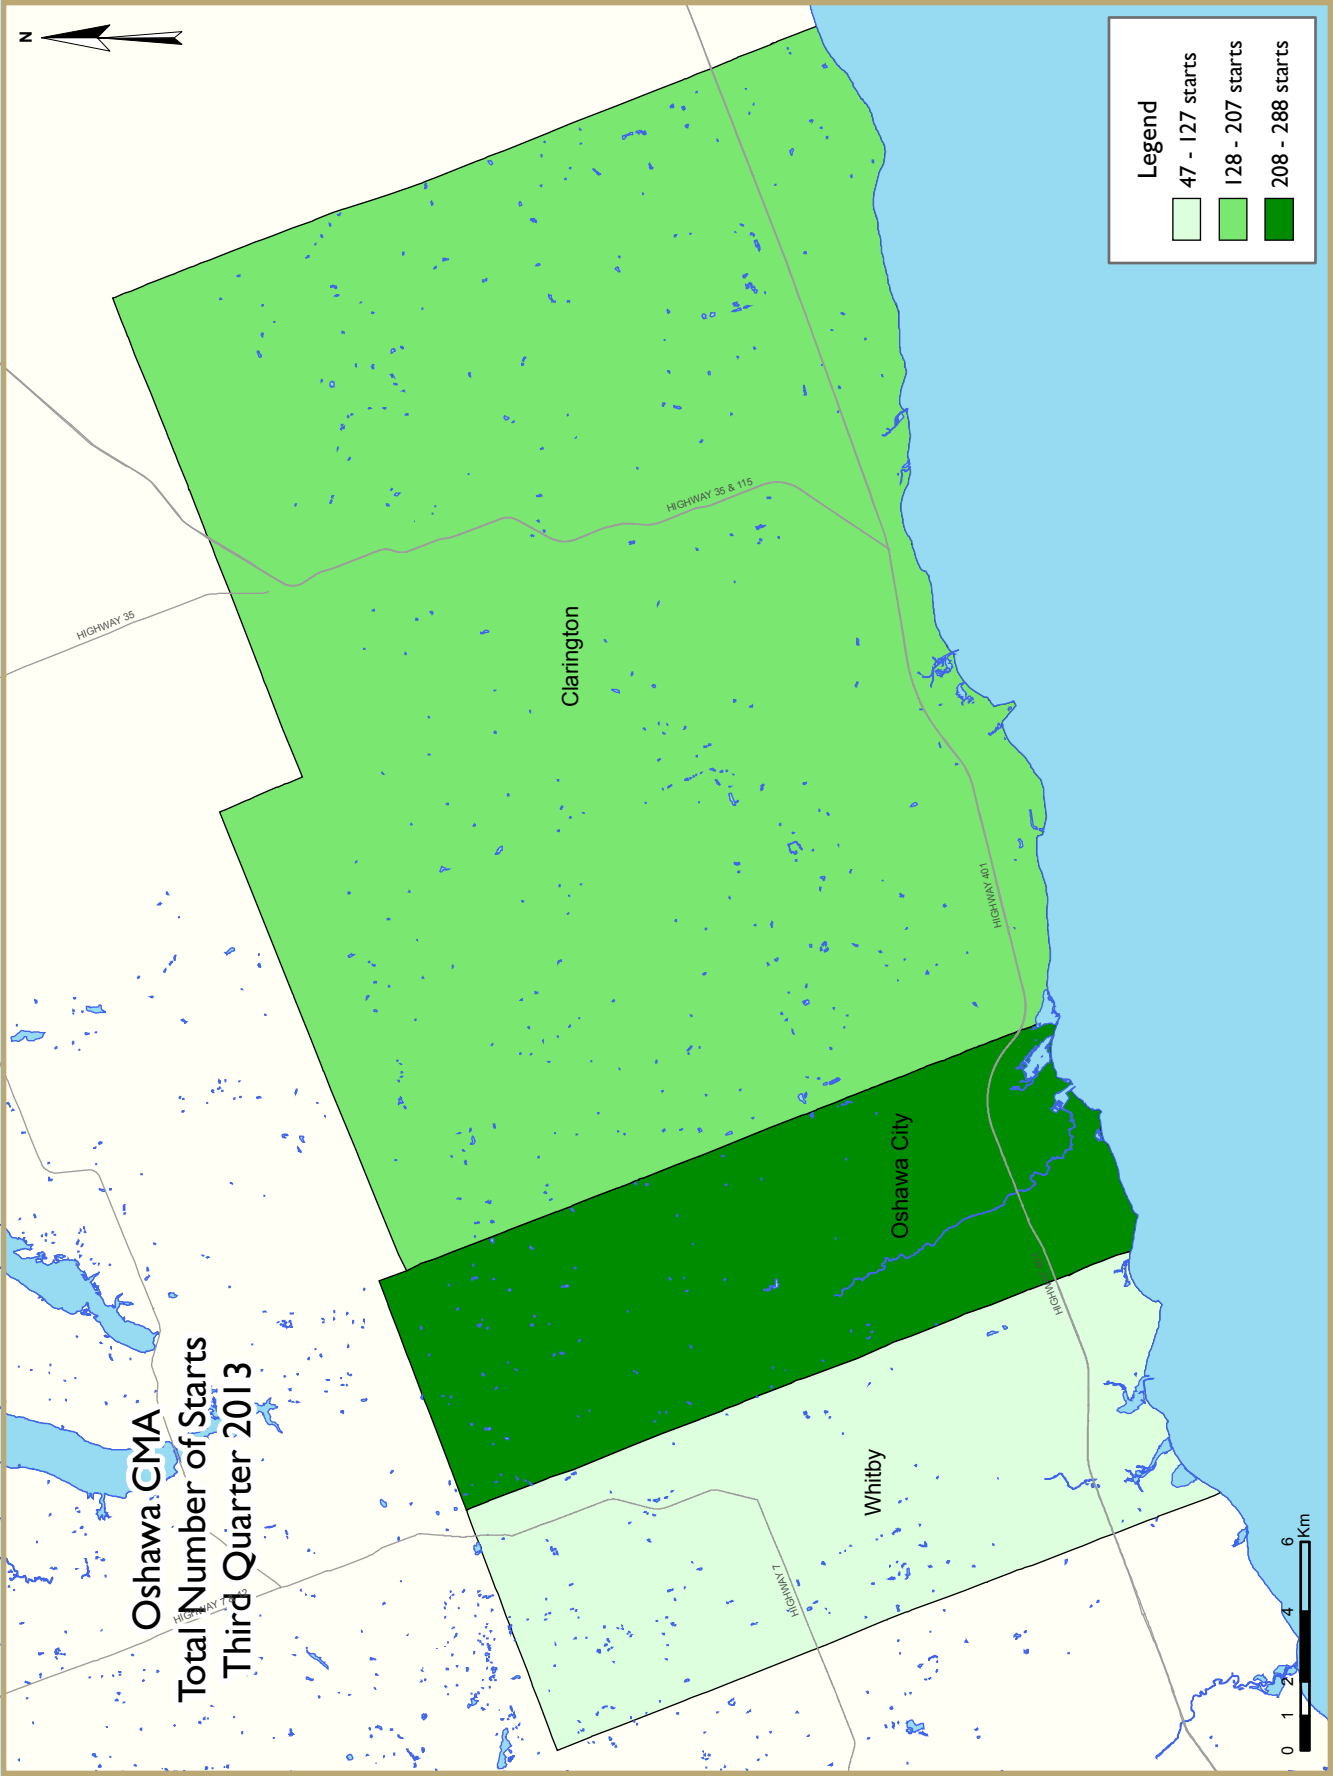 Oshawa CMA
Total Number of Starts
Third Quarter 2013
N
HIGHWAY 35
HIGHWAY 35 & 115
Clarington
HIGHWAY 401
Oshawa City
Whitby
HIGHWAY 7
Legend
47 - 127 starts
128 - 207 starts
208 - 288 starts
0 1 2 4 6
Km